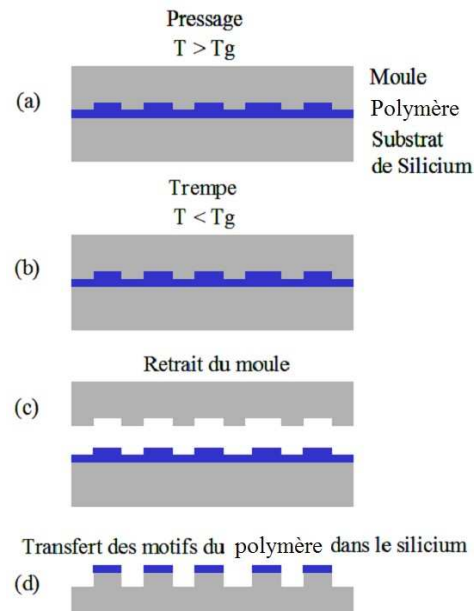 Pressage
T > Tg
Moule
(a)
Polymère
Substrat
de Silicium
Trempe
T < Tg
(b)
Retrait du moule
(c)
Transfert des motifs du polymère dans le silicium
(d)